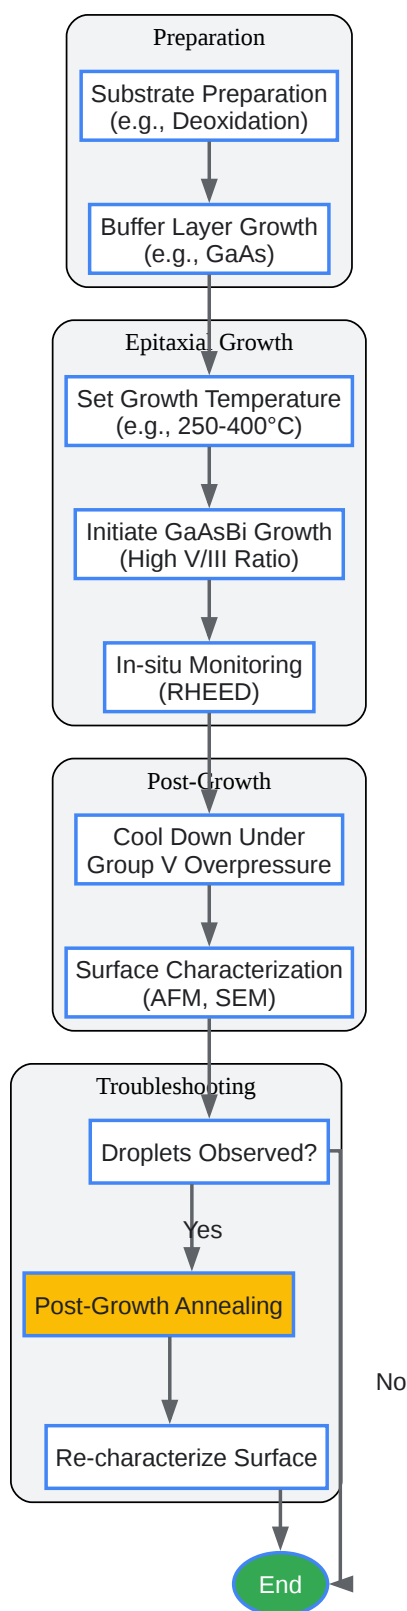 Preparation
Substrate Preparation
(e.g., Deoxidation)
Buffer Layer Growth
(e.g., GaAs)
Epitaxial Growth
Set Growth Temperature
(e.g., 250-400°C)
Initiate GaAsBi Growth
(High V/III Ratio)
In-situ Monitoring
(RHEED)
Post-Growth
Cool Down Under
Group V Overpressure
Surface Characterization
(AFM, SEM)
Troubleshooting
Droplets Observed?
Yes
Post-Growth Annealing
No
Re-characterize Surface
End